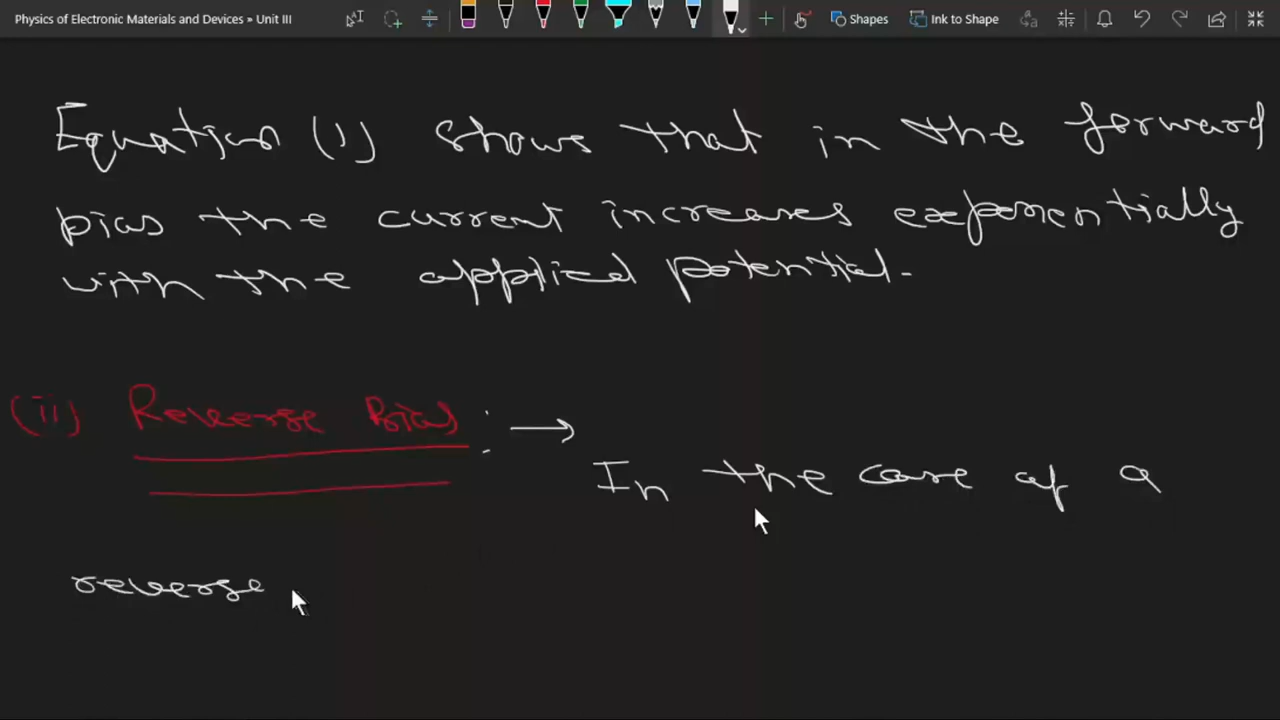 Physics of Electronic Materials and Devices » Unit III
Shapes
Ink to Shape
Equation (1) shows that in the forward
bias the current increases exponentially
with the applied potential.
(ii) Reverse Bias : →
In the case of a
reverse